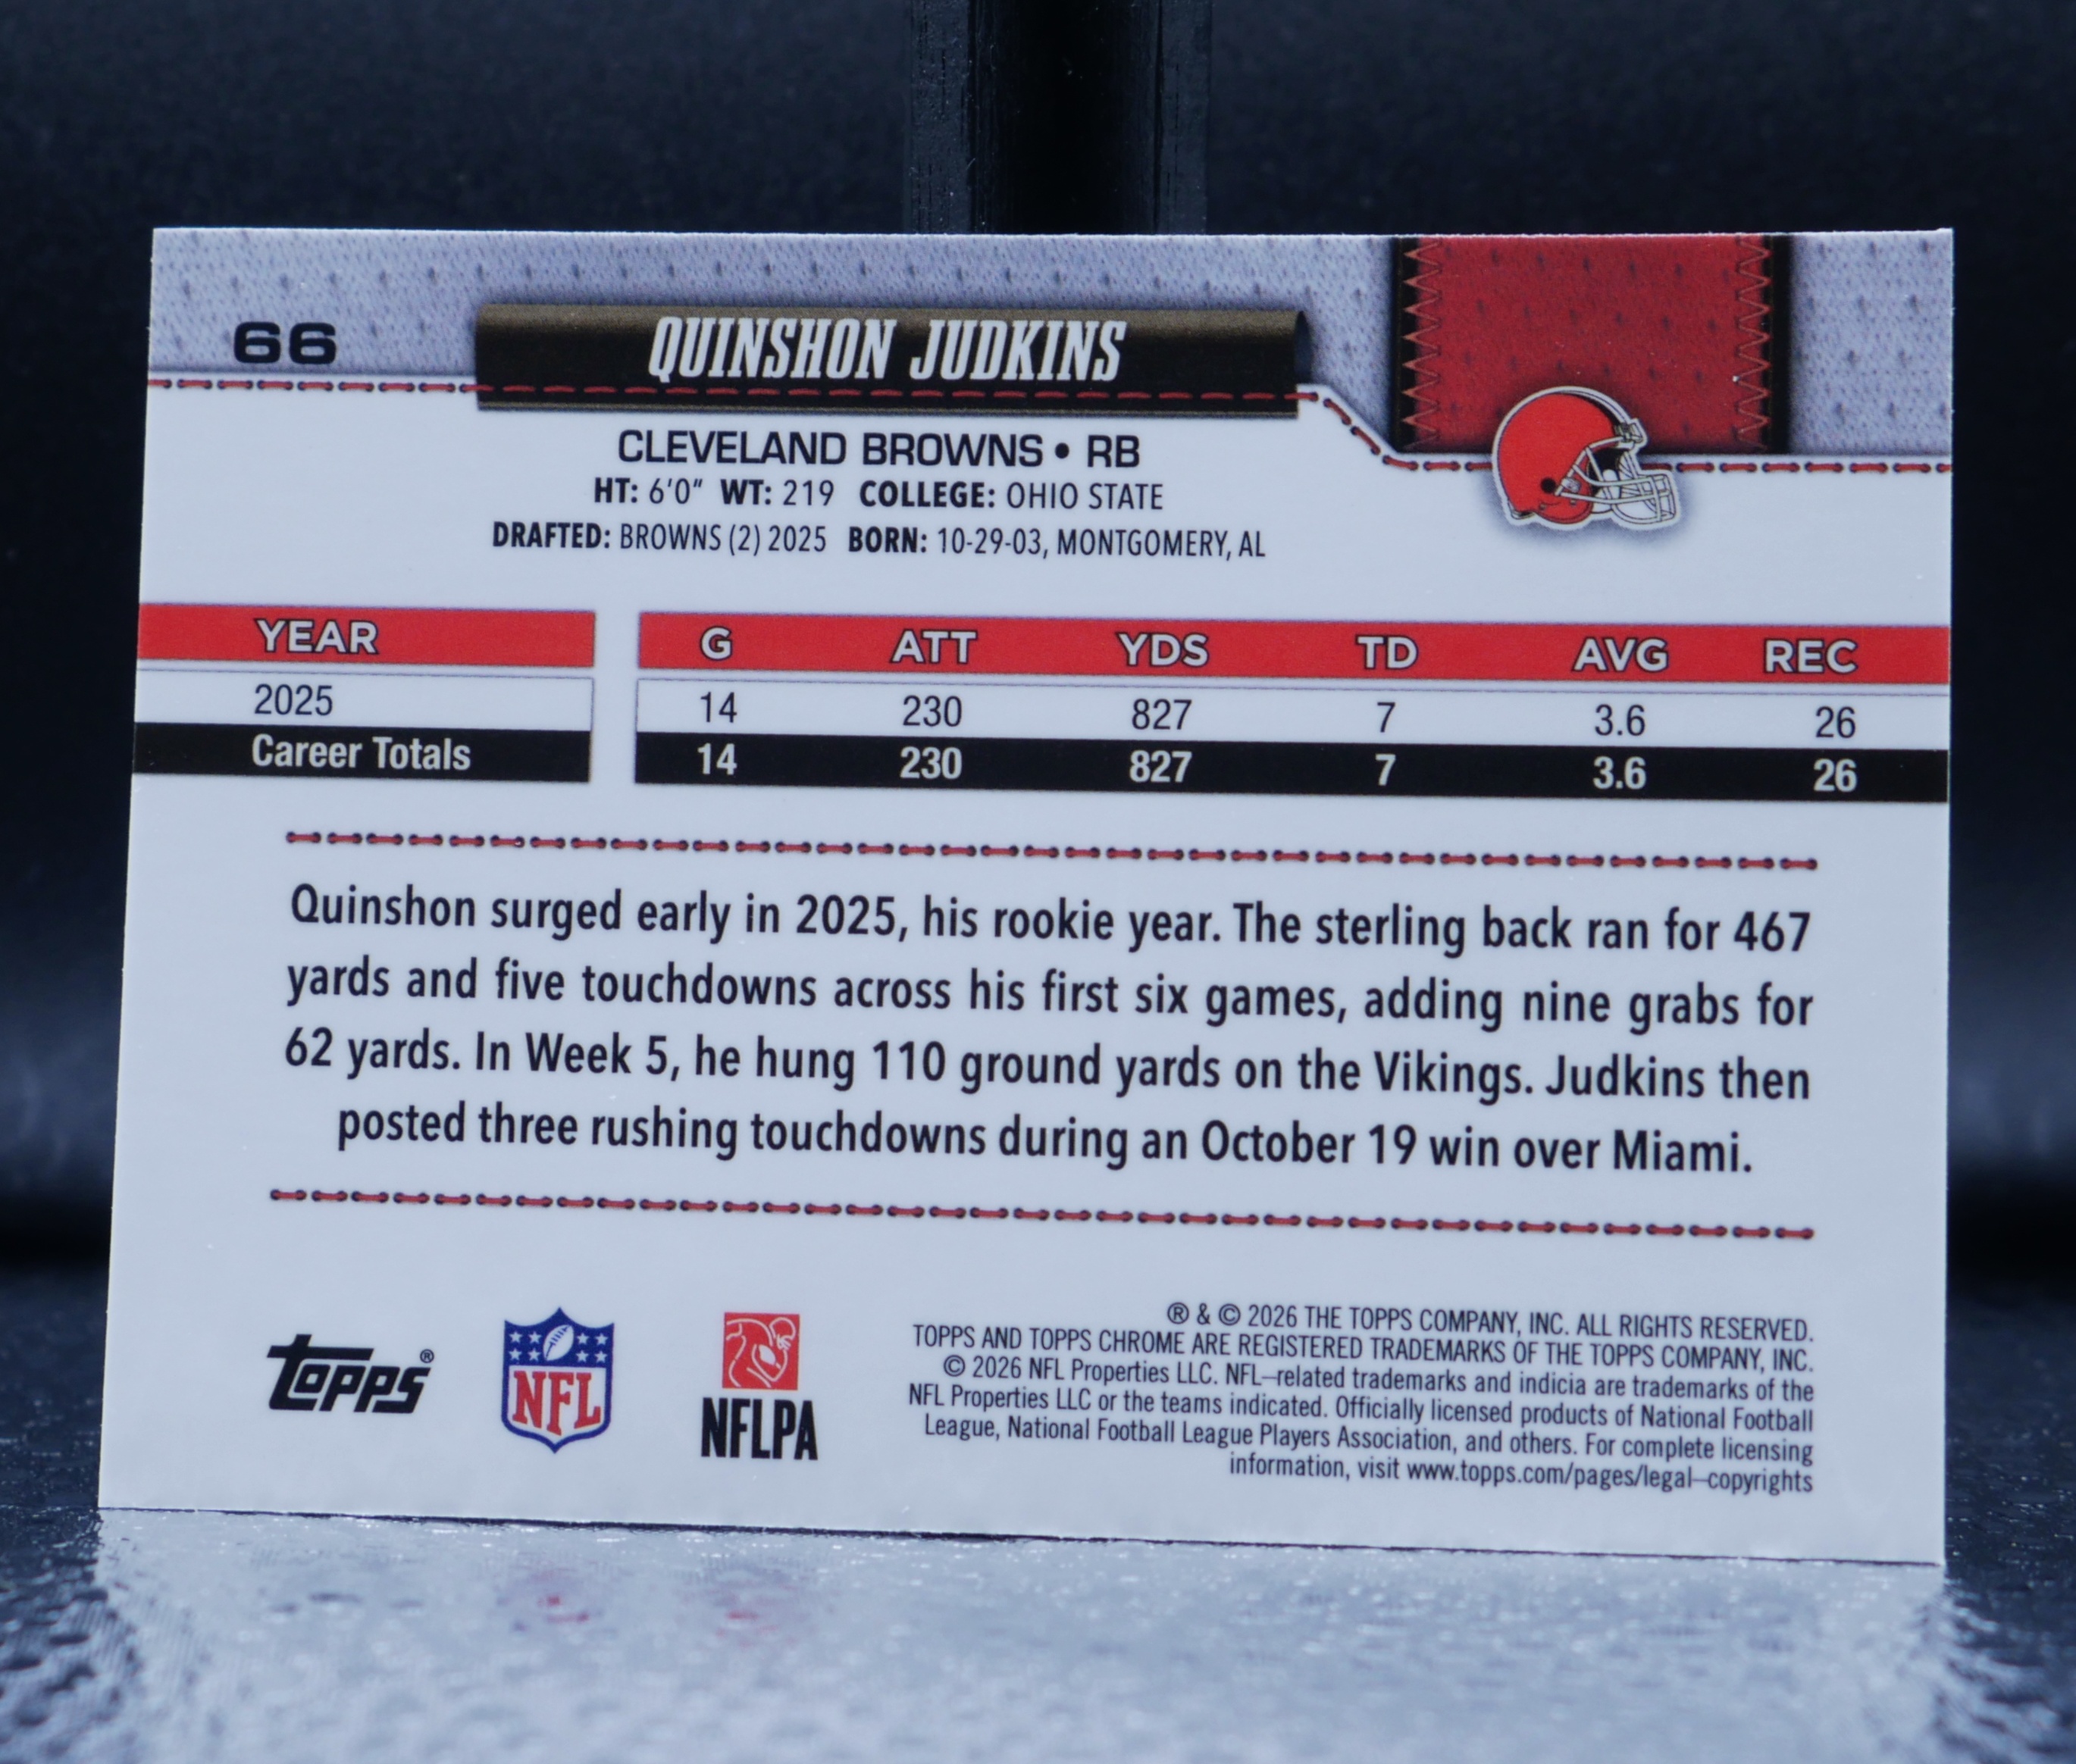 66
QUINSHON JUDKINS
CLEVELAND BROWNS • RB
HT: 6'0" WT: 219 COLLEGE: OHIO STATE
DRAFTED: BROWNS (2) 2025 BORN: 10-29-03, MONTGOMERY, AL
YEAR G ATT YDS TD AVG REC
2025 14 230 827 7 3.6 26
Career Totals 14 230 827 7 3.6 26
Quinshon surged early in 2025, his rookie year. The sterling back ran for 467
yards and five touchdowns across his first six games, adding nine grabs for
62 yards. In Week 5, he hung 110 ground yards on the Vikings. Judkins then
posted three rushing touchdowns during an October 19 win over Miami.
topps®
NFL
NFLPA
® & © 2026 THE TOPPS COMPANY, INC. ALL RIGHTS RESERVED.
TOPPS AND TOPPS CHROME ARE REGISTERED TRADEMARKS OF THE TOPPS COMPANY, INC.
© 2026 NFL Properties LLC. NFL-related trademarks and indicia are trademarks of the
NFL Properties LLC or the teams indicated. Officially licensed products of National Football
League, National Football League Players Association, and others. For complete licensing
information, visit www.topps.com/pages/legal-copyrights